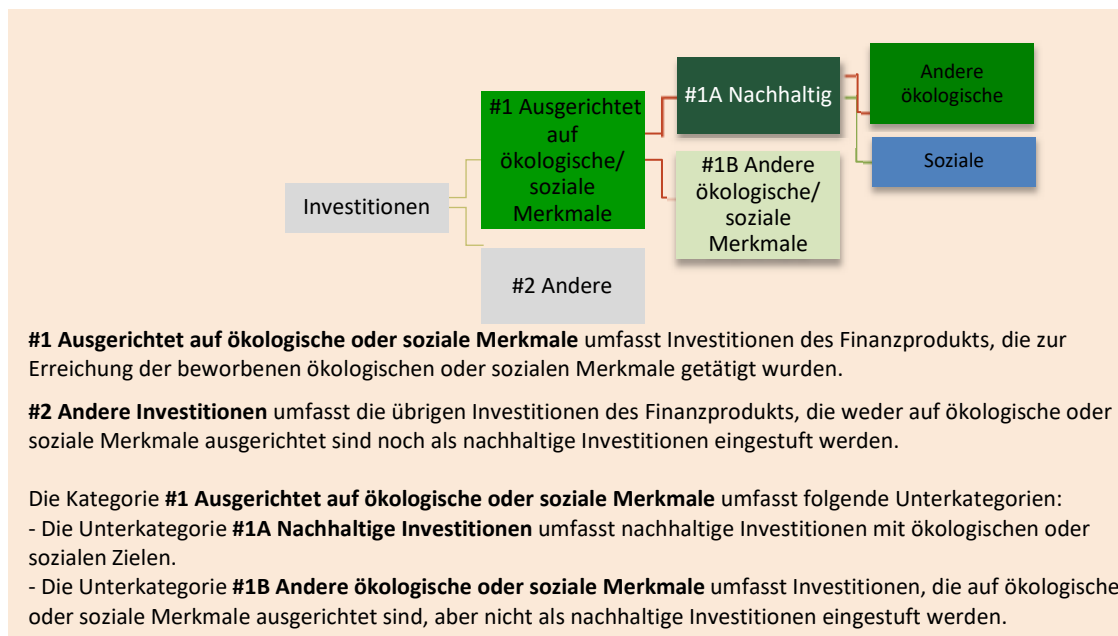 Investitionen
#1 Ausgerichtet
auf
ökologische/
soziale
Merkmale
#2 Andere
#1A Nachhaltig
#1B Andere
ökologische/
soziale
Merkmale
Andere
ökologische
Soziale
#1 Ausgerichtet auf ökologische oder soziale Merkmale umfasst Investitionen des Finanzprodukts, die zur
Erreichung der beworbenen ökologischen oder sozialen Merkmale getätigt wurden.
#2 Andere Investitionen umfasst die übrigen Investitionen des Finanzprodukts, die weder auf ökologische oder
soziale Merkmale ausgerichtet sind noch als nachhaltige Investitionen eingestuft werden.
Die Kategorie #1 Ausgerichtet auf ökologische oder soziale Merkmale umfasst folgende Unterkategorien:
- Die Unterkategorie #1A Nachhaltige Investitionen umfasst nachhaltige Investitionen mit ökologischen oder
sozialen Zielen.
- Die Unterkategorie #1B Andere ökologische oder soziale Merkmale umfasst Investitionen, die auf ökologische
oder soziale Merkmale ausgerichtet sind, aber nicht als nachhaltige Investitionen eingestuft werden.